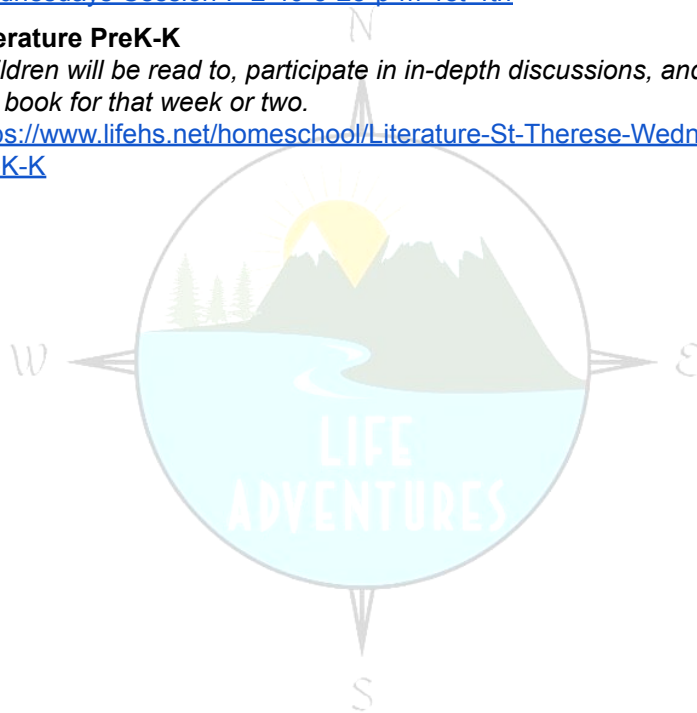 N
erature PreK-K
ildren will be read to, participate in in-depth discussions, and
book for that week or two.
ps://www.lifehs.net/homeschool/Literature-St-Therese-Wedn
K-K
W
E
LIFE
ADVENTURES
S